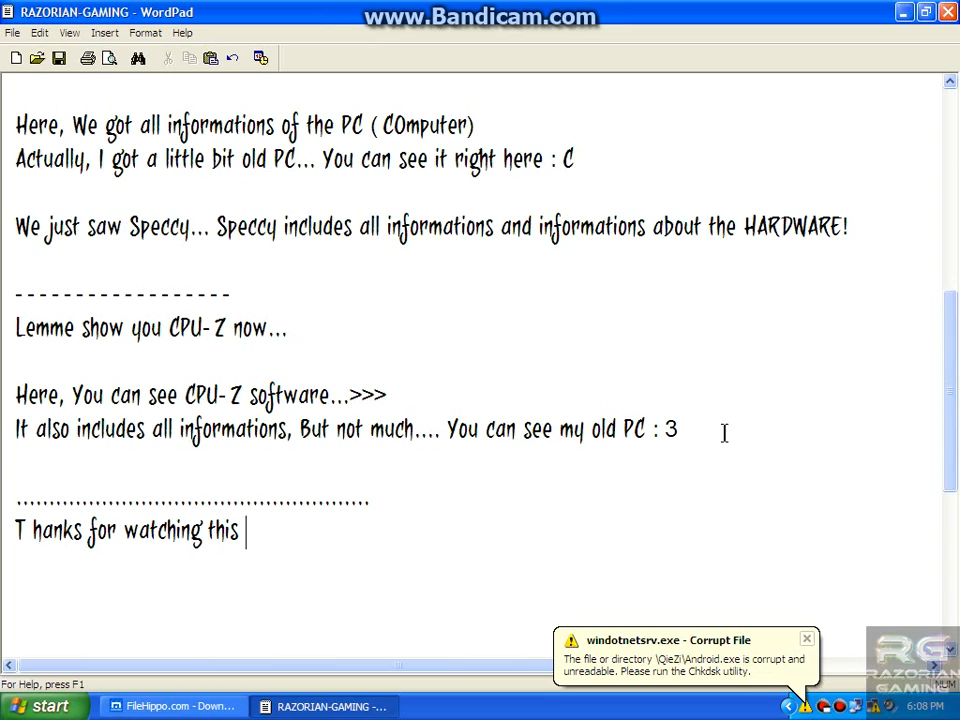 RAZORIAN-GAMING - WordPad
www.Bandicam.com
File Edit View Insert Format Help
Here, We got all informations of the PC ( COmputer)
Actually, I got a little bit old PC... You can see it right here : C
We just saw Speccy... Speccy includes all informations and informations about the HARDWARE!
- - - - - - - - - - - - - - - - - -
Lemme show you CPU-Z now...
Here, You can see CPU-Z software...>>>
It also includes all informations, But not much.... You can see my old PC : 3
......................................................
T hanks for watching this
windotnetsrv.exe - Corrupt File
The file or directory \QieZi\Android.exe is corrupt and
unreadable. Please run the Chkdsk utility.
For Help, press F1
NUM
RG
RAZORIAN
GAMING
start
FileHippo.com - Down...
RAZORIAN-GAMING -...
6:08 PM